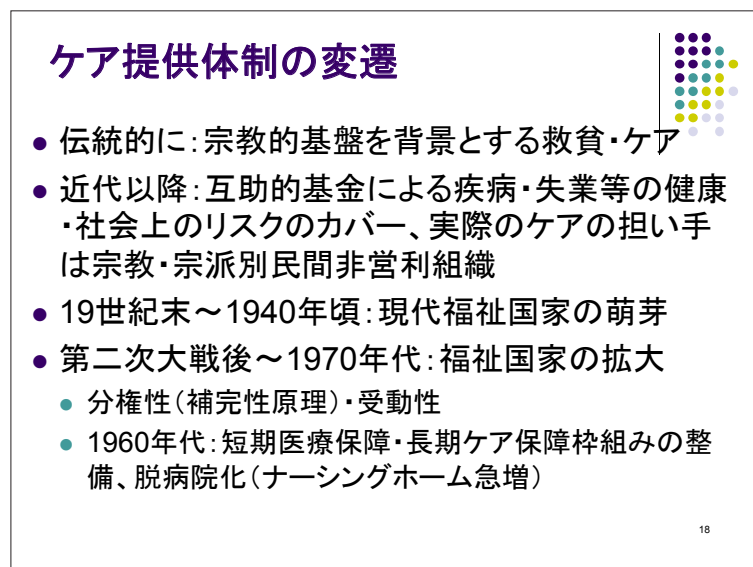 ケア提供体制の変遷
● 伝統的に：宗教的基盤を背景とする救貧・ケア
● 近代以降：互助的基金による疾病・失業等の健康
・社会上のリスクのカバー、実際のケアの担い手
は宗教・宗派別民間非営利組織
● 19世紀末～1940年頃：現代福祉国家の萌芽
● 第二次大戦後～1970年代：福祉国家の拡大
● 分権性（補完性原理）・受動性
● 1960年代：短期医療保障・長期ケア保障枠組みの整
備、脱病院化（ナーシングホーム急増）
18